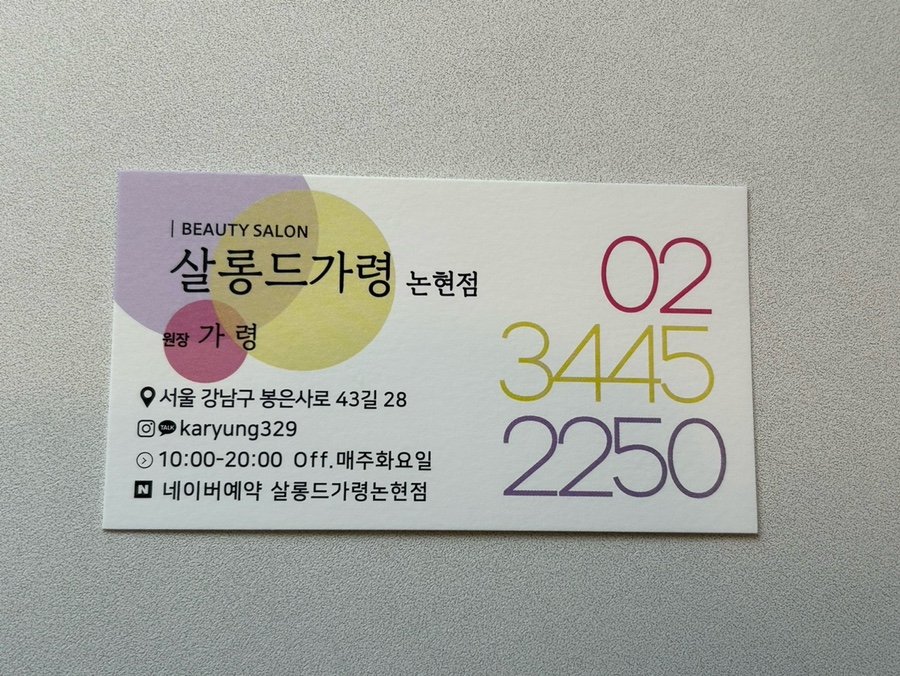 | BEAUTY SALON
살롱드가령 논현점
원장 가 령
서울 강남구 봉은사로 43길 28
TALK karyung329
10:00-20:00 Off.매주화요일
N 네이버예약 살롱드가령논현점
02
3445
2250